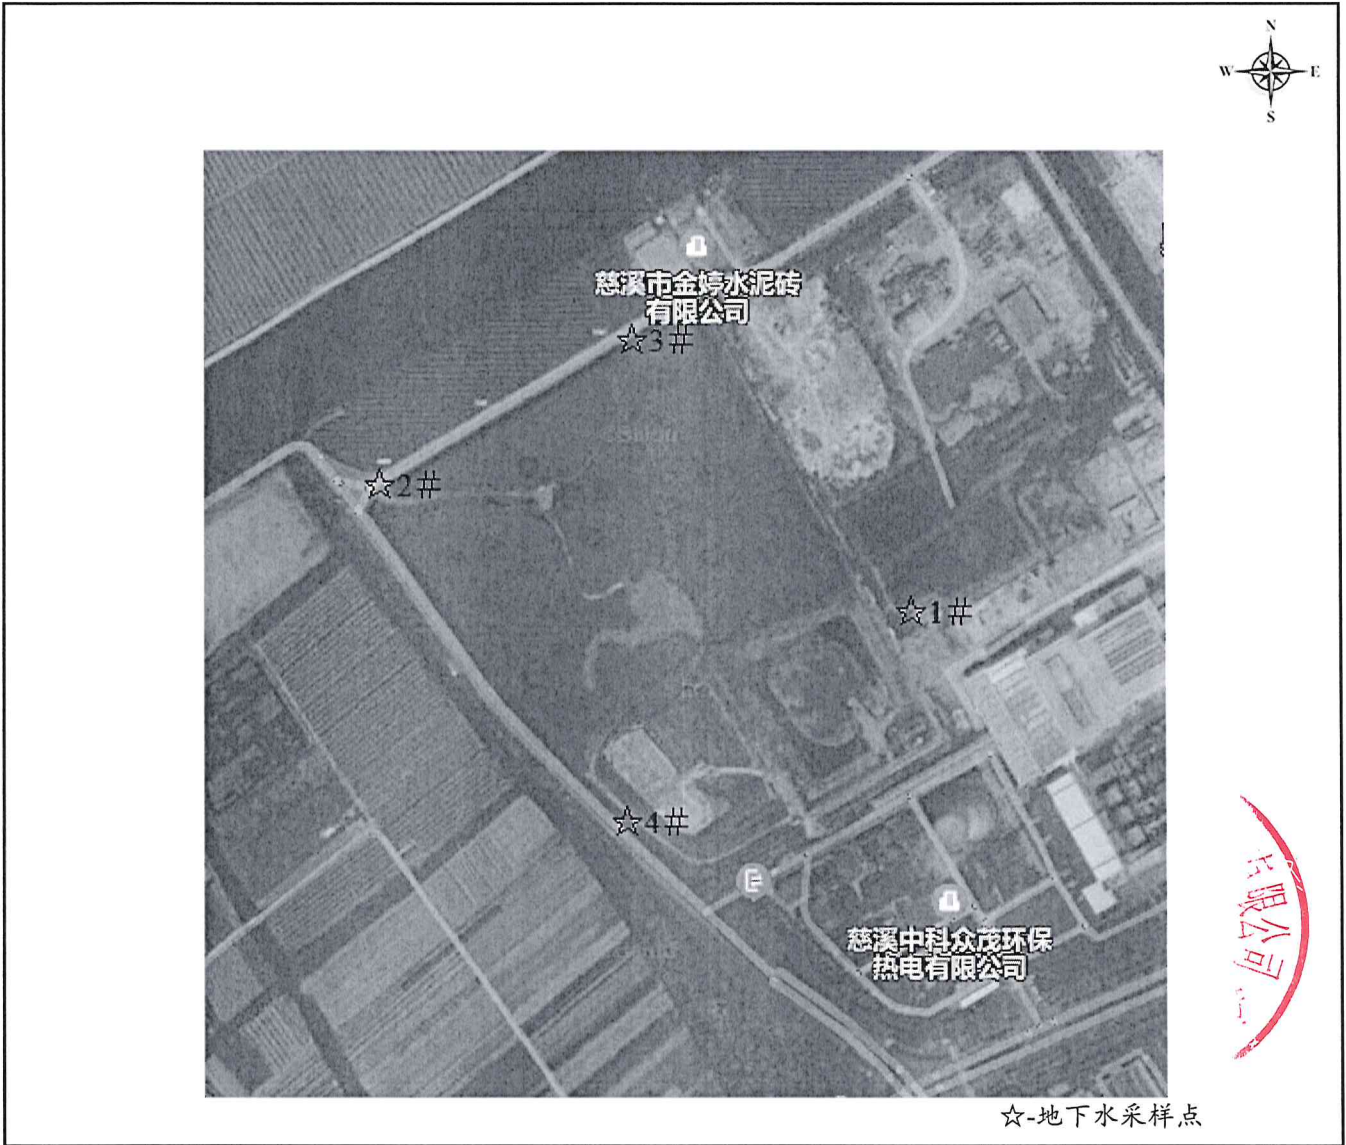 N
W E
S
慈溪市金婷水泥砖
有限公司
☆3#
☆2#
☆1#
☆4#
慈溪中科众茂环保
热电有限公司
限公司
☆-地下水采样点